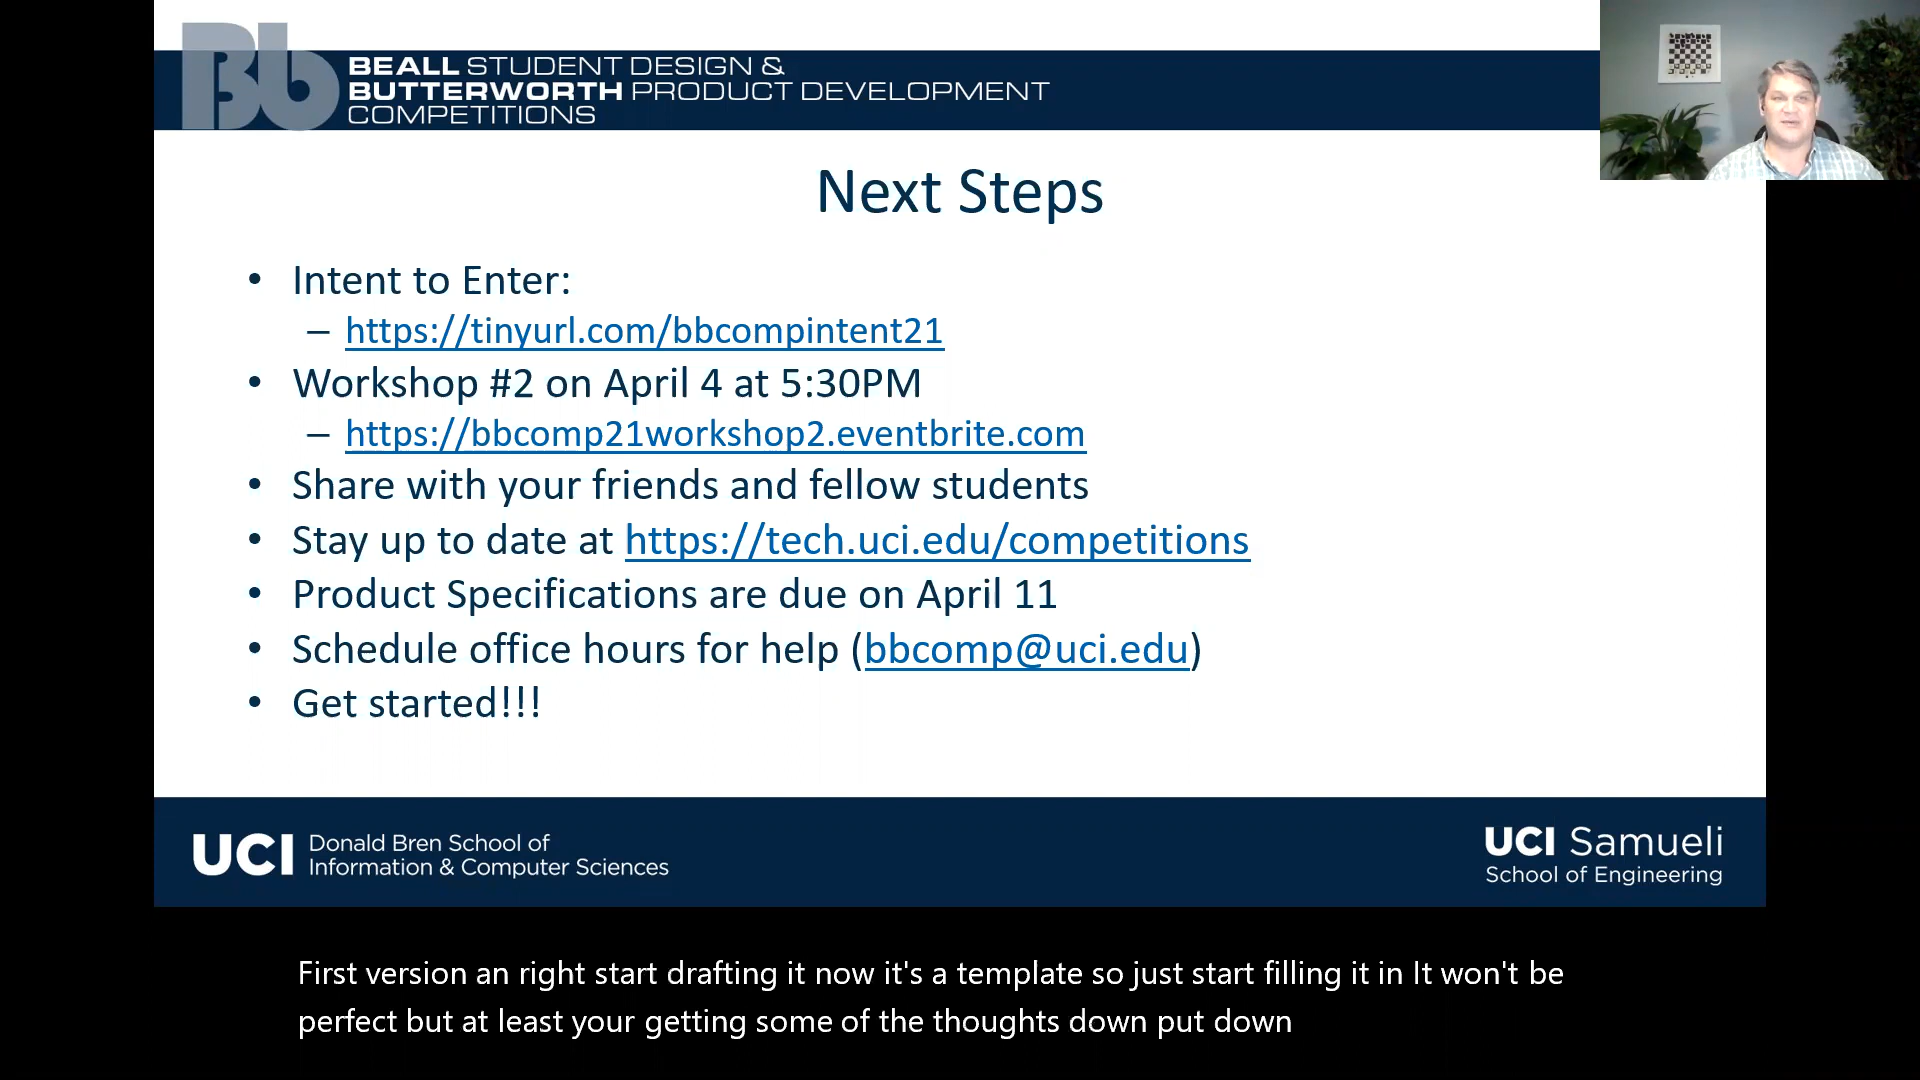 Bb
BEALL STUDENT DESIGN &
BUTTERWORTH PRODUCT DEVELOPMENT
COMPETITIONS
Next Steps
• Intent to Enter:
– https://tinyurl.com/bbcompintent21
• Workshop #2 on April 4 at 5:30PM
– https://bbcomp21workshop2.eventbrite.com
• Share with your friends and fellow students
• Stay up to date at https://tech.uci.edu/competitions
• Product Specifications are due on April 11
• Schedule office hours for help (bbcomp@uci.edu)
• Get started!!!
UCI Donald Bren School of
Information & Computer Sciences
UCI Samueli
School of Engineering
First version an right start drafting it now it's a template so just start filling it in It won't be
perfect but at least your getting some of the thoughts down put down